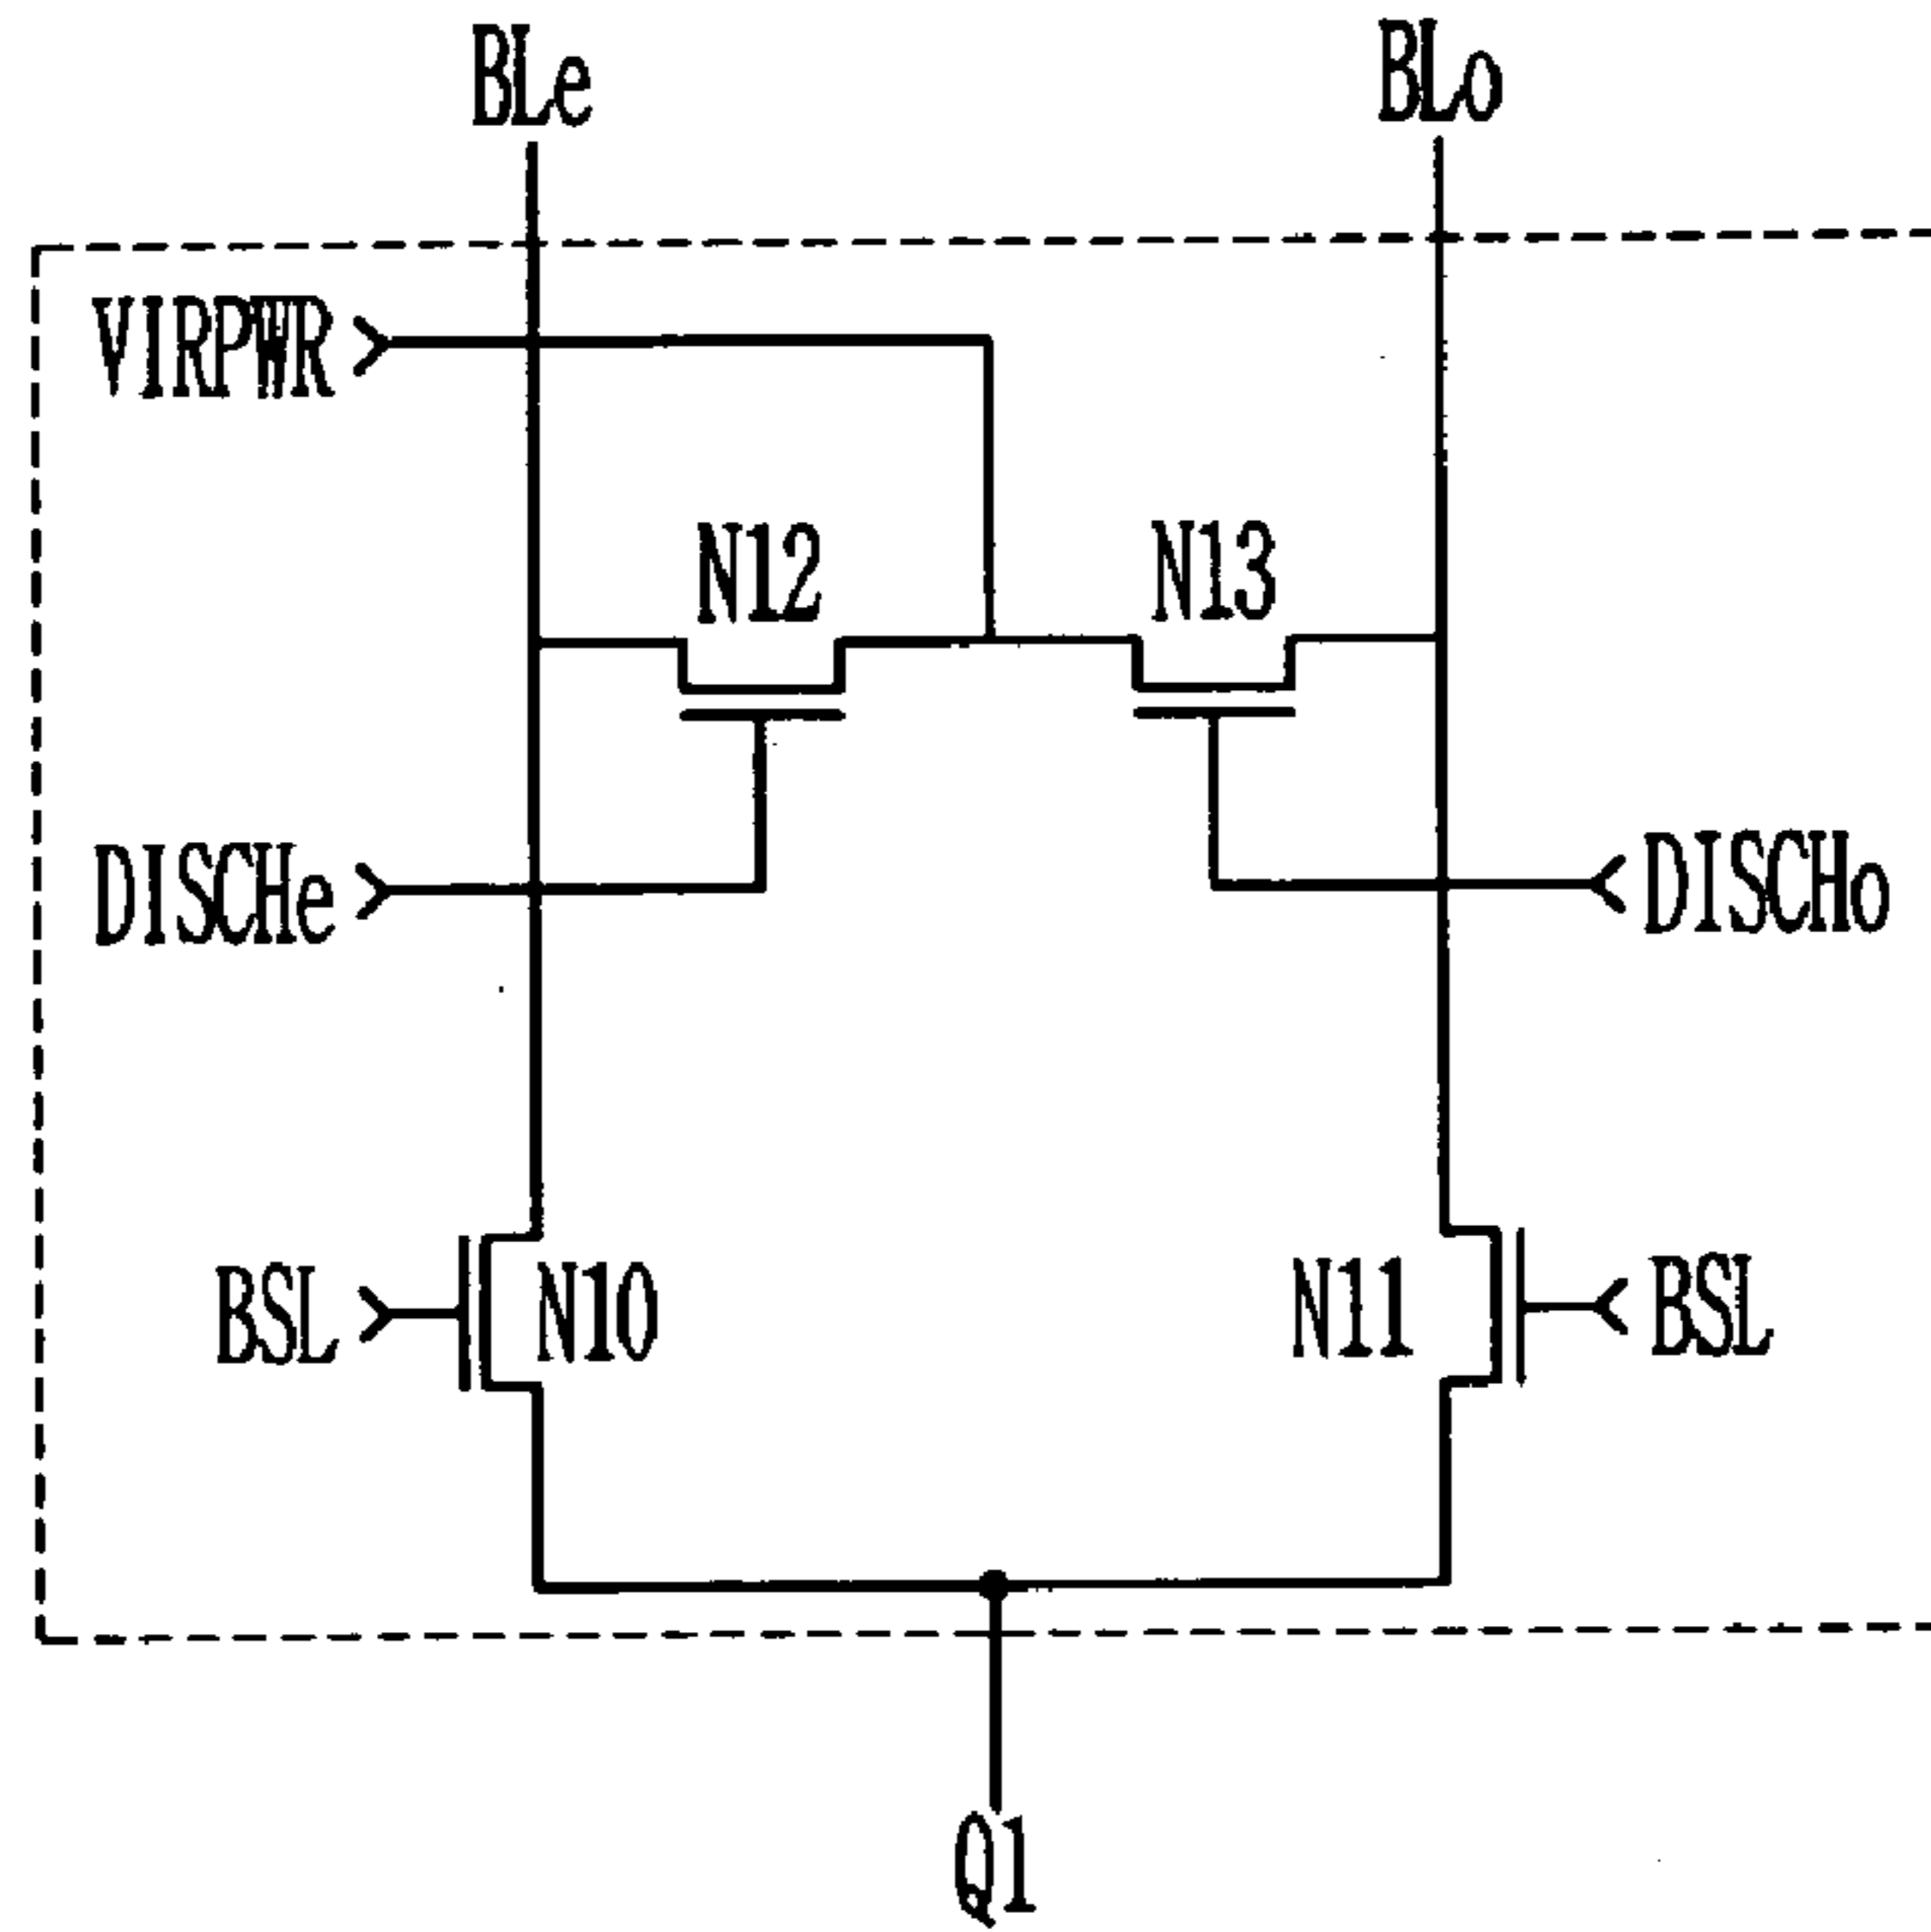 BLe BLo
VIRPWR
N12 N13
DISCHe DISCHo
BSL N10 N11 BSL
Q1